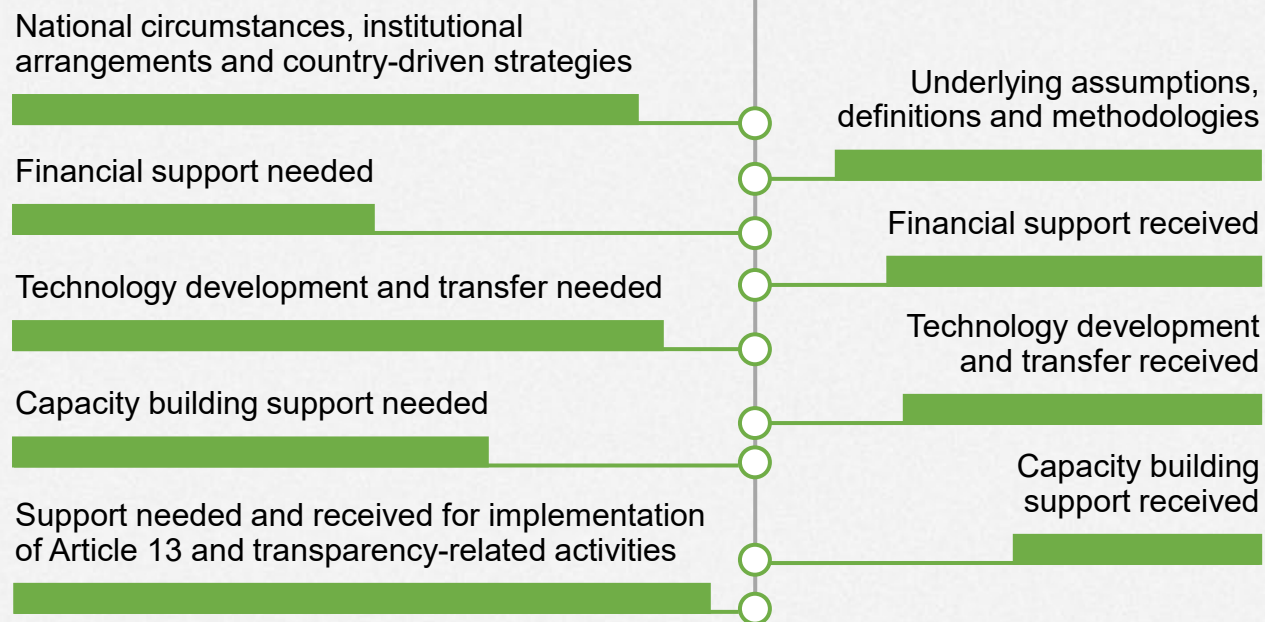 National circumstances, institutional
arrangements and country-driven strategies
Underlying assumptions,
definitions and methodologies
Financial support needed
Financial support received
Technology development and transfer needed
Technology development
and transfer received
Capacity building support needed
Capacity building
support received
Support needed and received for implementation
of Article 13 and transparency-related activities